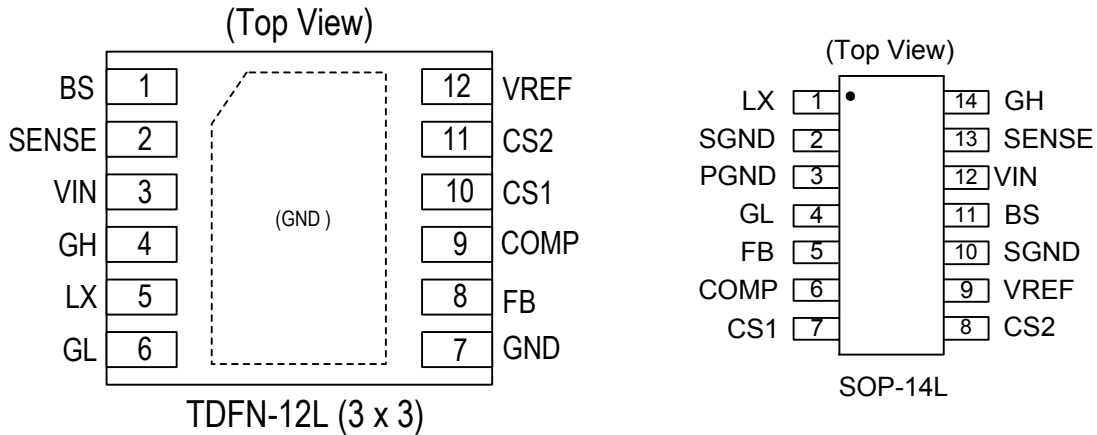 (Top View)
BS 1 12 VREF
SENSE 2 11 CS2
VIN 3 10 CS1
GH 4 (GND ) 9 COMP
LX 5 8 FB
GL 6 7 GND
TDFN-12L (3 x 3)
(Top View)
LX 1 14 GH
SGND 2 13 SENSE
PGND 3 12 VIN
GL 4 11 BS
FB 5 10 SGND
COMP 6 9 VREF
CS1 7 8 CS2
SOP-14L